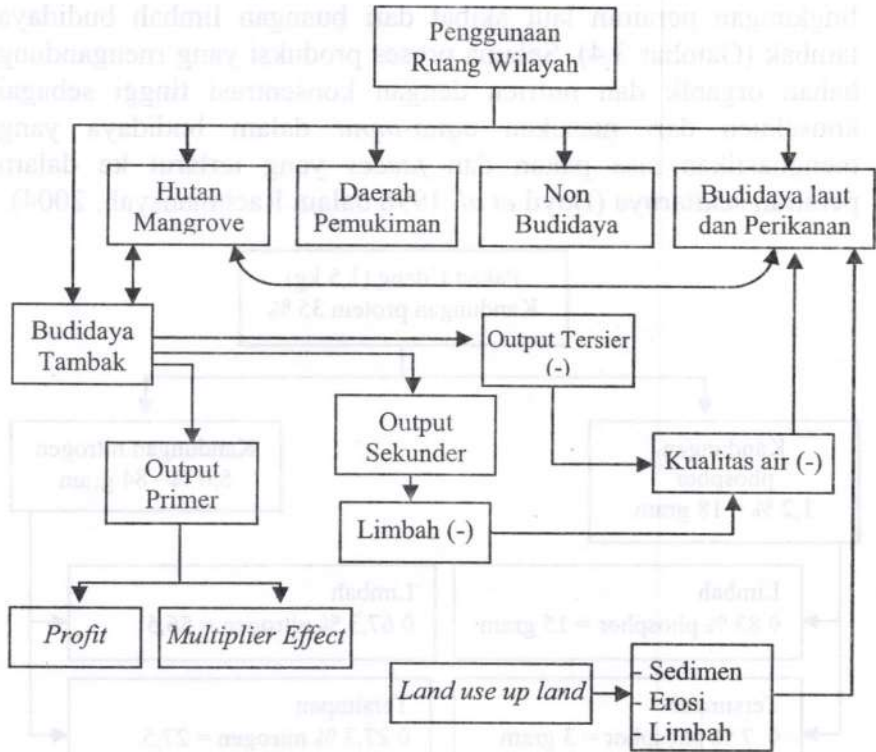 Penggunaan
Ruang Wilayah
Hutan
Mangrove
Daerah
Pemukiman
Non
Budidaya
Budidaya laut
dan Perikanan
Budidaya
Tambak
Output Tersier
(-)
Output
Sekunder
Kualitas air (-)
Output
Primer
Limbah (-)
Profit
Multiplier Effect
Land use up land
- Sedimen
- Erosi
- Limbah